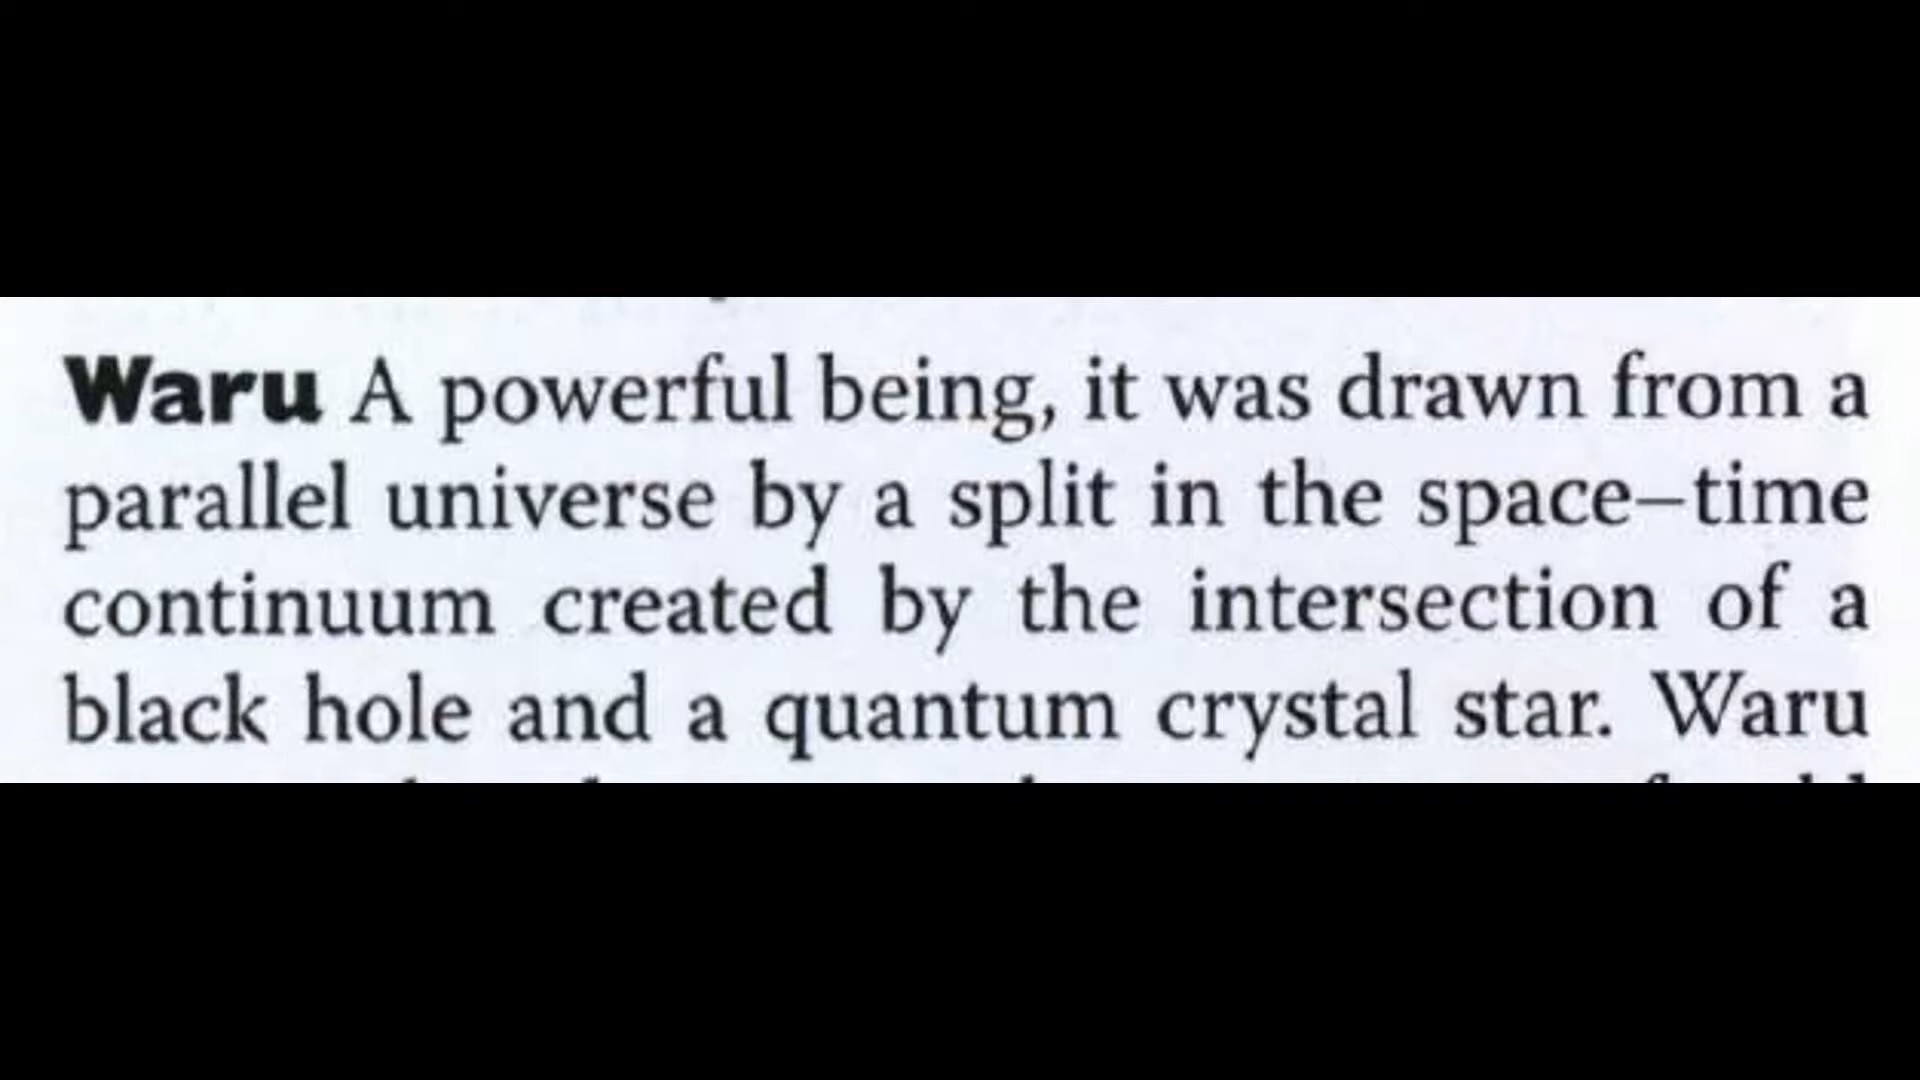 Waru A powerful being, it was drawn from a
parallel universe by a split in the space–time
continuum created by the intersection of a
black hole and a quantum crystal star. Waru